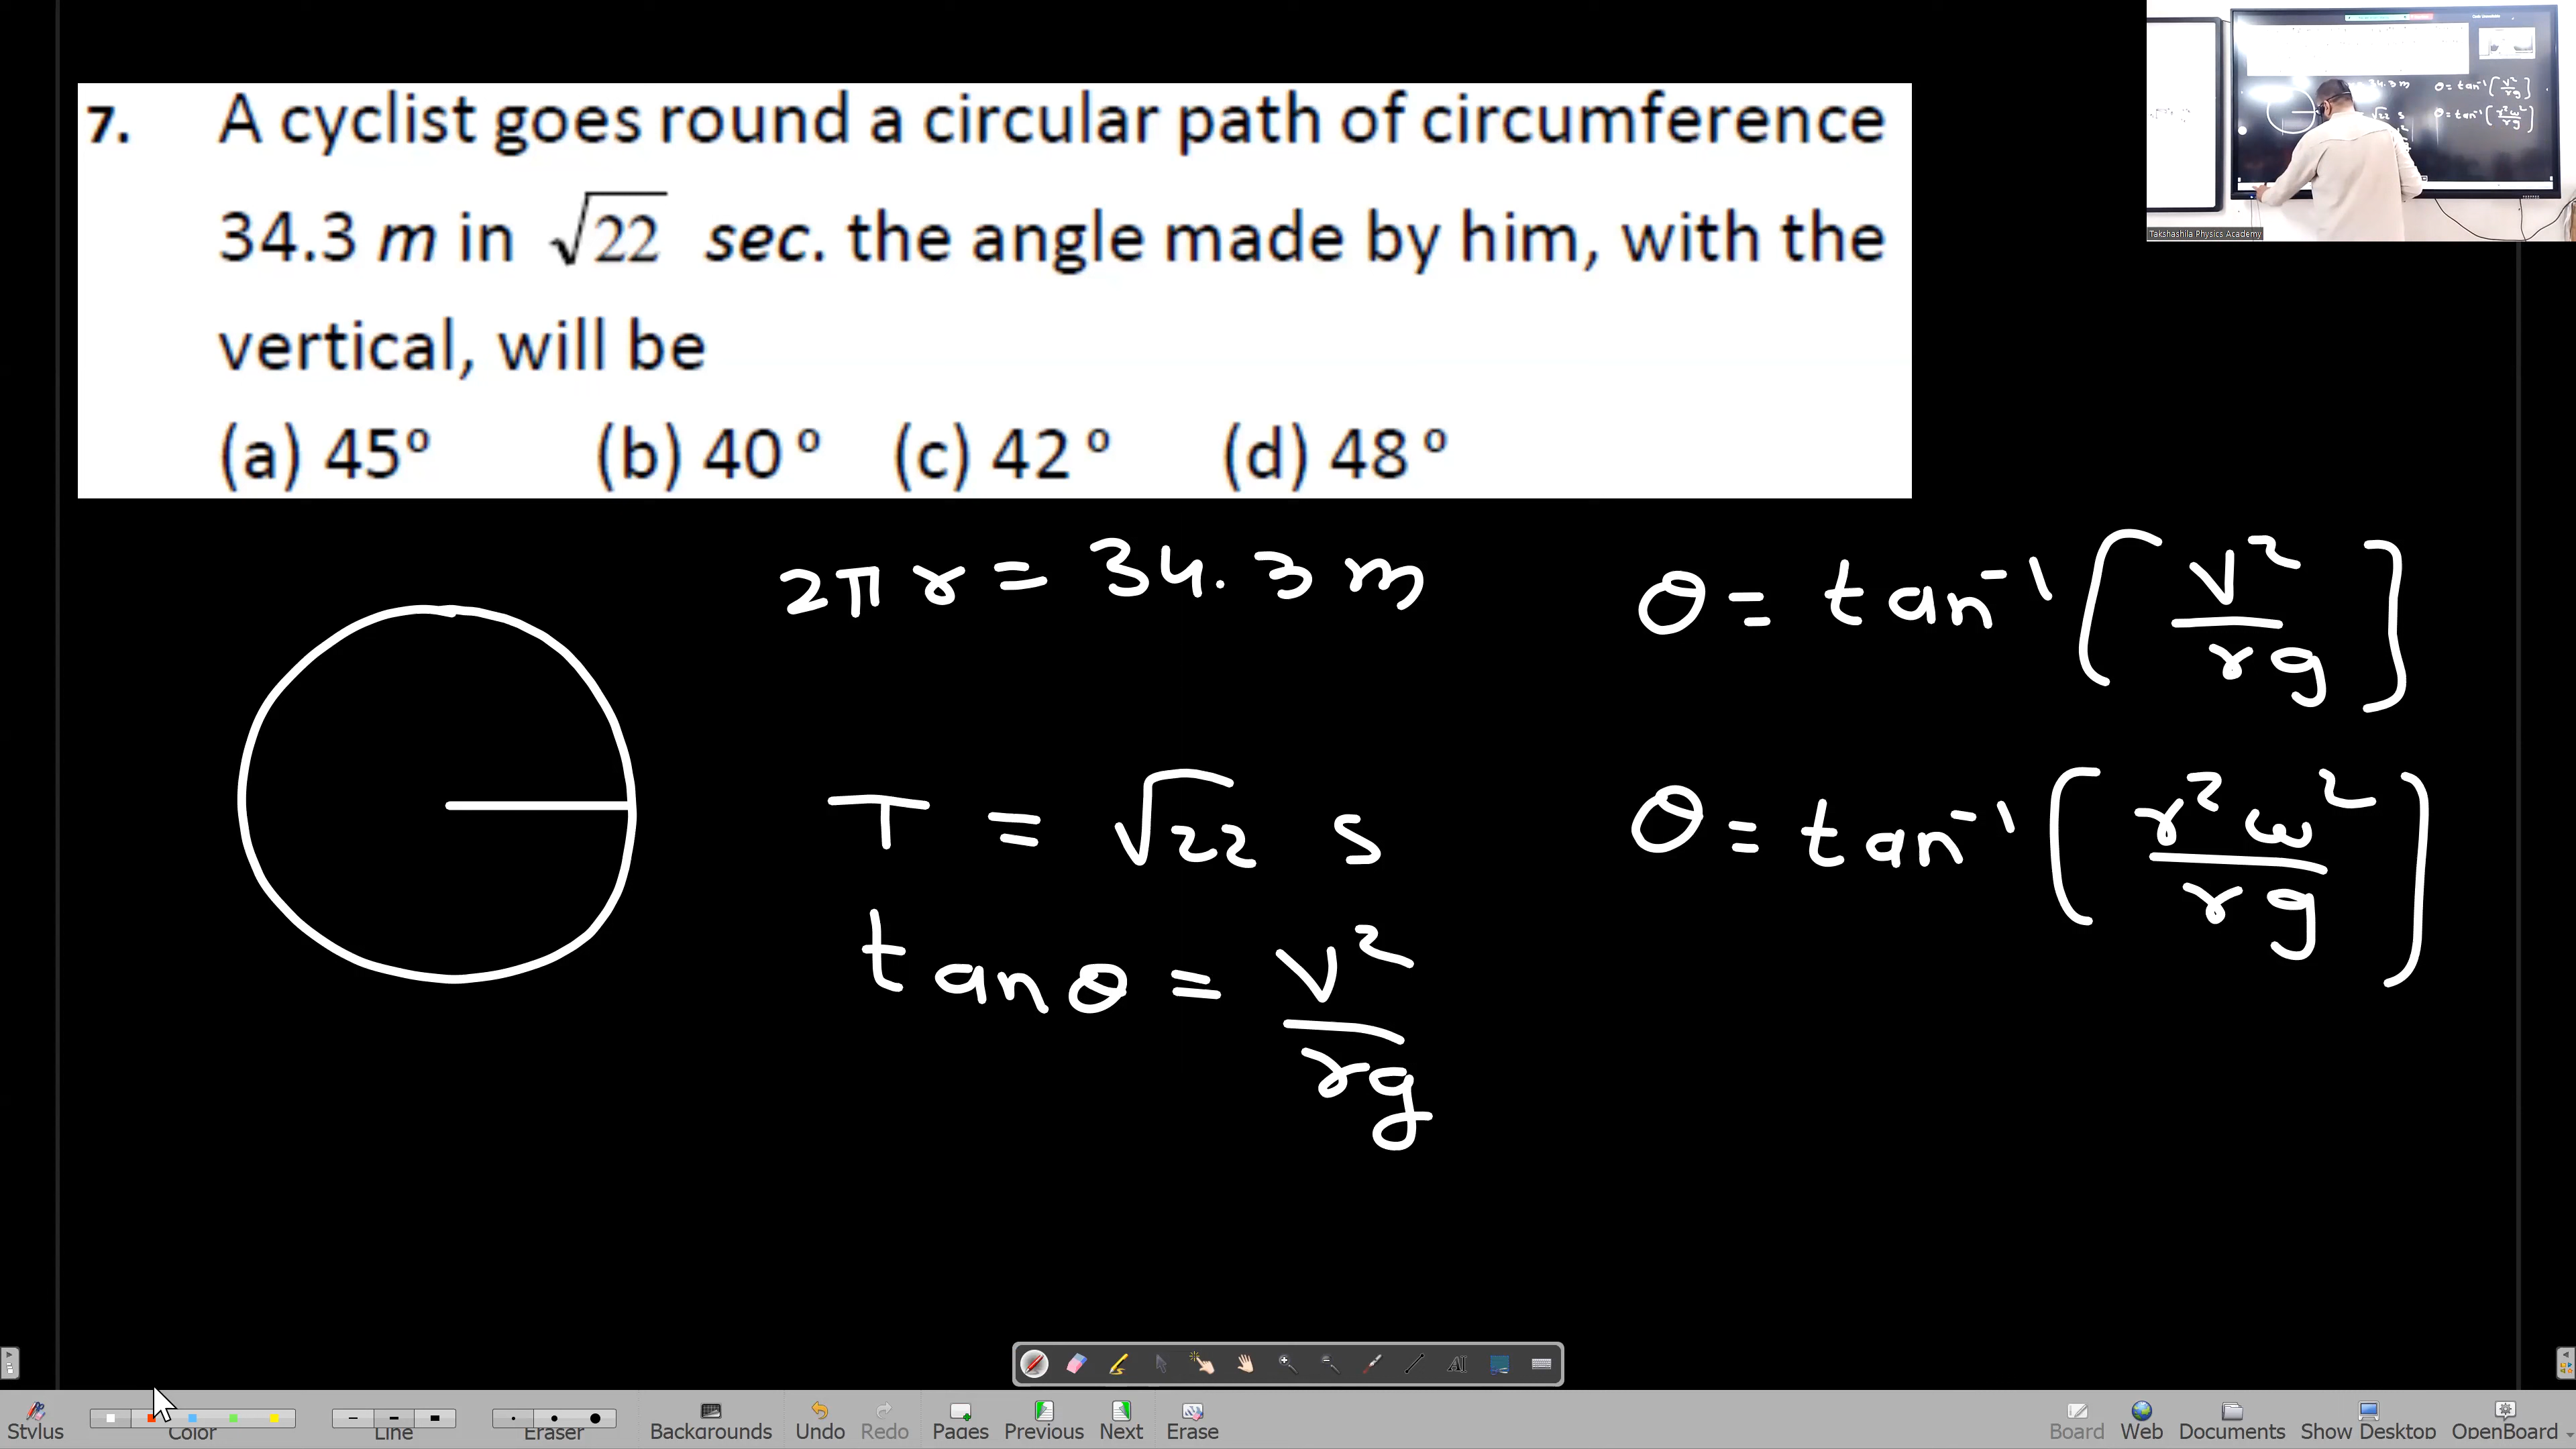 7. A cyclist goes round a circular path of circumference
34.3 m in √22 sec. the angle made by him, with the
vertical, will be
(a) 45° (b) 40° (c) 42° (d) 48°
2πr = 34.3 m
θ = tan⁻¹ ( v²/rg ]
T = √22 s
θ = tan⁻¹ ( r²ω²/rg )
tanθ = v²/rg
Takshashila Physics Academy
Stylus Color Line Eraser Backgrounds Undo Redo Pages Previous Next Erase Board Web Documents Show Desktop OpenBoard